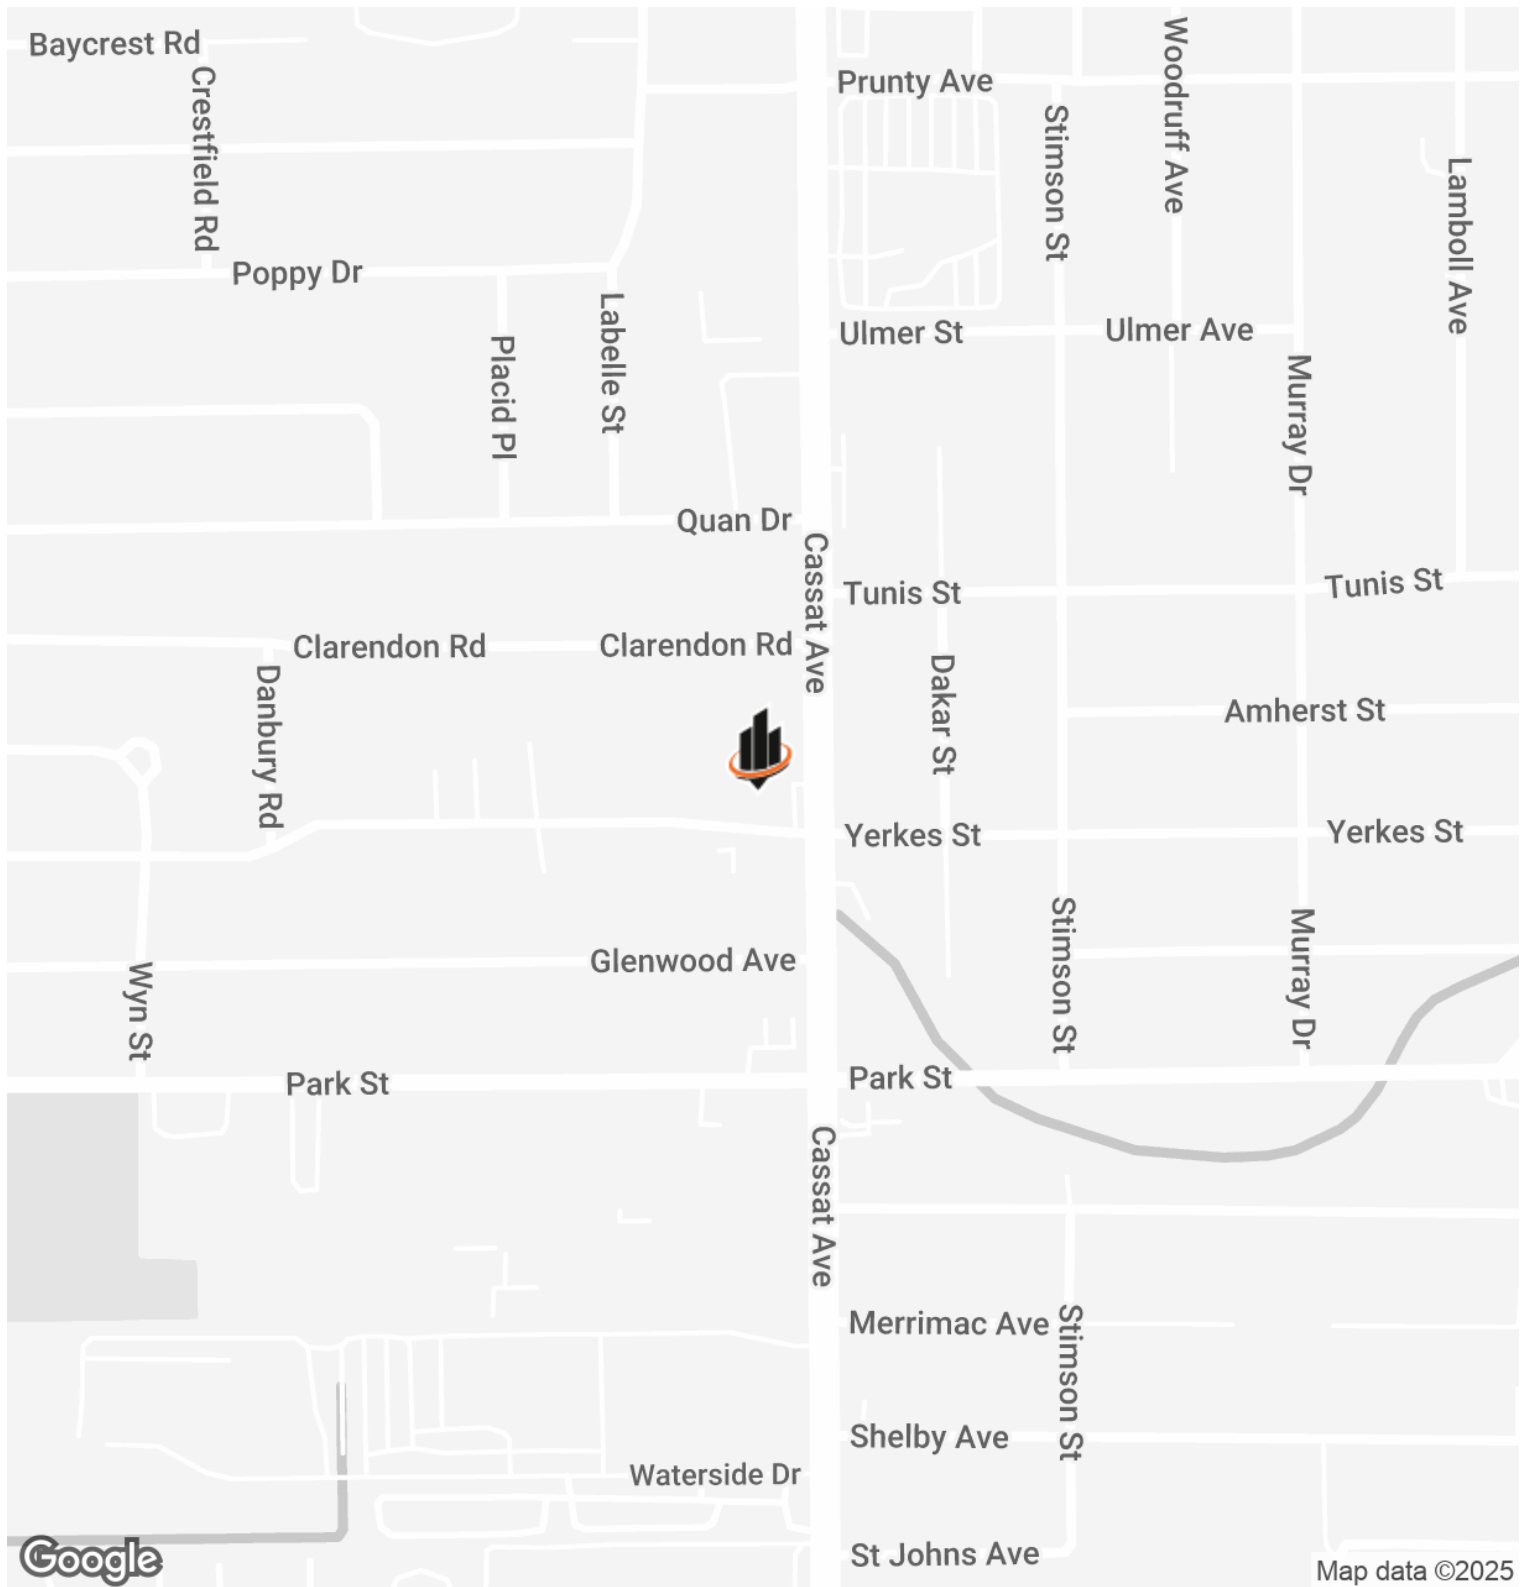 Baycrest Rd
Crestfield Rd
Prunty Ave
Woodruff Ave
Stimson St
Lamboll Ave
Poppy Dr
Labelle St
Placid Pl
Ulmer St
Ulmer Ave
Murray Dr
Quan Dr
Cassat Ave
Tunis St
Tunis St
Clarendon Rd
Clarendon Rd
Danbury Rd
Dakar St
Amherst St
Yerkes St
Yerkes St
Stimson St
Murray Dr
Glenwood Ave
Wyn St
Park St
Park St
Cassat Ave
Merrimac Ave
Stimson St
Shelby Ave
Waterside Dr
St Johns Ave
Google
Map data ©2025